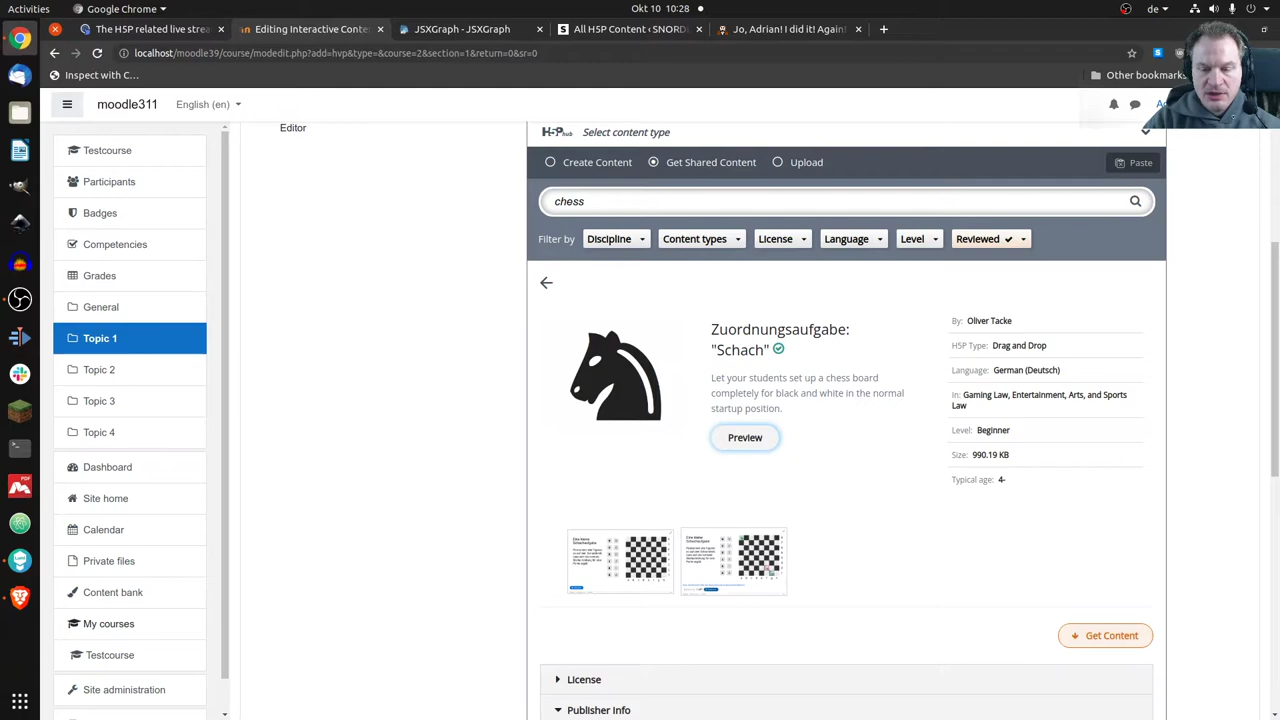 Activities
Google Chrome
Okt 10 10:28
de
The H5P related live strea
Editing Interactive Conte
JSXGraph - JSXGraph
All H5P Content ‹ SNORD
Jo, Adrian! I did it! Again!
localhost/moodle39/course/modedit.php?add=hvp&type=&course=2&section=1&return=0&sr=0
Inspect with C...
Other bookmarks
moodle311
English (en)
Editor
H5P hub
Select content type
Testcourse
Participants
Badges
Competencies
Grades
General
Topic 1
Topic 2
Topic 3
Topic 4
Dashboard
Site home
Calendar
Private files
Content bank
My courses
Testcourse
Site administration
Create Content
Get Shared Content
Upload
Paste
chess
Filter by
Discipline
Content types
License
Language
Level
Reviewed
Zuordnungsaufgabe:
"Schach"
Let your students set up a chess board
completely for black and white in the normal
startup position.
Preview
By: Oliver Tacke
H5P Type: Drag and Drop
Language: German (Deutsch)
In: Gaming Law, Entertainment, Arts, and Sports
Law
Level: Beginner
Size: 990.19 KB
Typical age: 4-
Get Content
License
Publisher Info